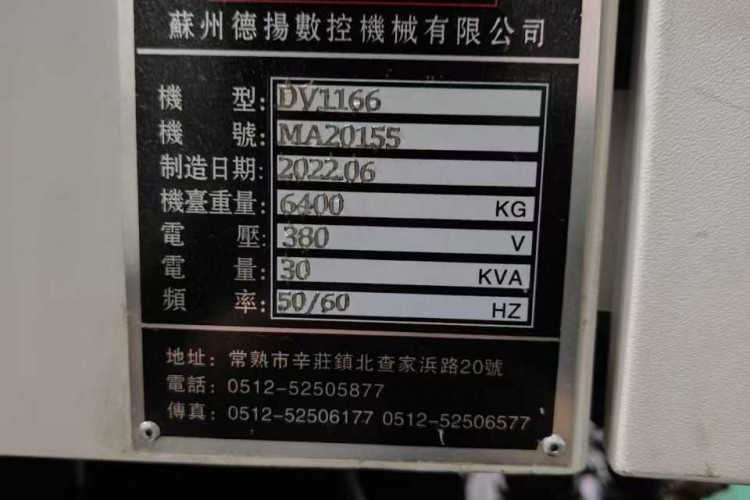 蘇州德揚數控機械有限公司
機 型: DV1166
機 號: MA20155
制造日期: 2022.06
機臺重量: 6400 KG
電 壓: 380 V
電 量: 30 KVA
頻 率: 50/60 HZ
地址: 常熟市辛莊鎮北查家浜路20號
電話: 0512-52505877
傳真: 0512-52506177 0512-52506577